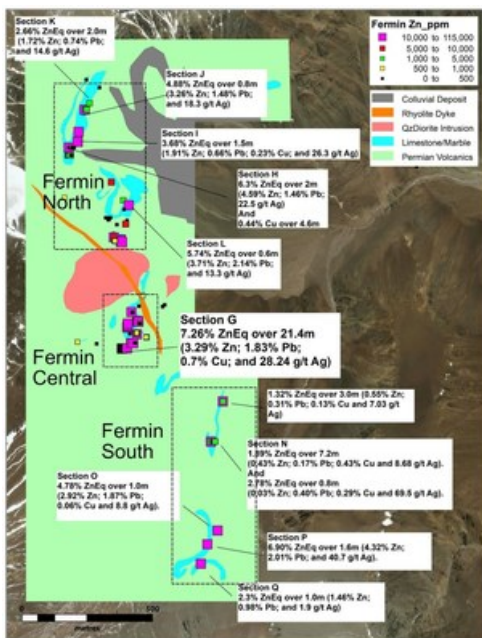 Section K
2.66% ZnEq over 2.0m
(1.72% Zn; 0.74% Pb;
and 14.6 g/t Ag)
Section J
4.88% ZnEq over 0.8m
(3.26% Zn; 1.48% Pb;
and 18.3 g/t Ag)
Section I
3.68% ZnEq over 1.5m
(1.91% Zn; 0.66% Pb; 0.23% Cu; and 26.3 g/t Ag)
Section H
6.3% ZnEq over 2m
(4.59% Zn; 1.46% Pb;
22.5 g/t Ag)
And
0.44% Cu over 4.6m
Fermin
North
Section L
5.74% ZnEq over 0.6m
(3.71% Zn; 2.14% Pb;
and 13.3 g/t Ag)
Section G
7.26% ZnEq over 21.4m
(3.29% Zn; 1.83% Pb;
0.7% Cu; and 28.24 g/t Ag)
Fermin
Central
1.32% ZnEq over 3.0m (0.55% Zn;
0.31% Pb; 0.13% Cu and 7.03 g/t
Ag)
Fermin
South
Section N
1.89% ZnEq over 7.2m
(0.43% Zn; 0.17% Pb; 0.43% Cu and 8.68 g/t Ag).
And
2.78% ZnEq over 0.8m
(0.03% Zn; 0.40% Pb; 0.29% Cu and 69.5 g/t Ag).
Section O
4.78% ZnEq over 1.0m
(2.92% Zn; 1.87% Pb;
0.06% Cu and 8.8 g/t Ag).
Section P
6.90% ZnEq over 1.6m (4.32% Zn;
2.01% Pb; and 40.7 g/t Ag).
Section Q
2.3% ZnEq over 1.0m (1.46% Zn;
0.98% Pb; and 1.9 g/t Ag)
Fermin Zn_ppm
10,000 to 115,000
5,000 to 10,000
1,000 to 5,000
500 to 1,000
0 to 500
Colluvial Deposit
Rhyolite Dyke
QzDiorite Intrusion
Limestone/Marble
Permian Volcanics
0
500
metres